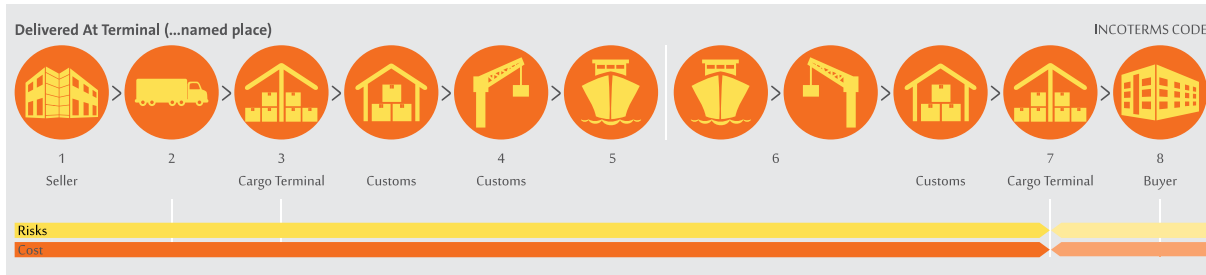 Delivered At Terminal (...named place)
INCOTERMS CODE
1
2
3
4
5
6
7
8
Seller
Cargo Terminal
Customs
Customs
Customs
Cargo Terminal
Buyer
Risks
Cost